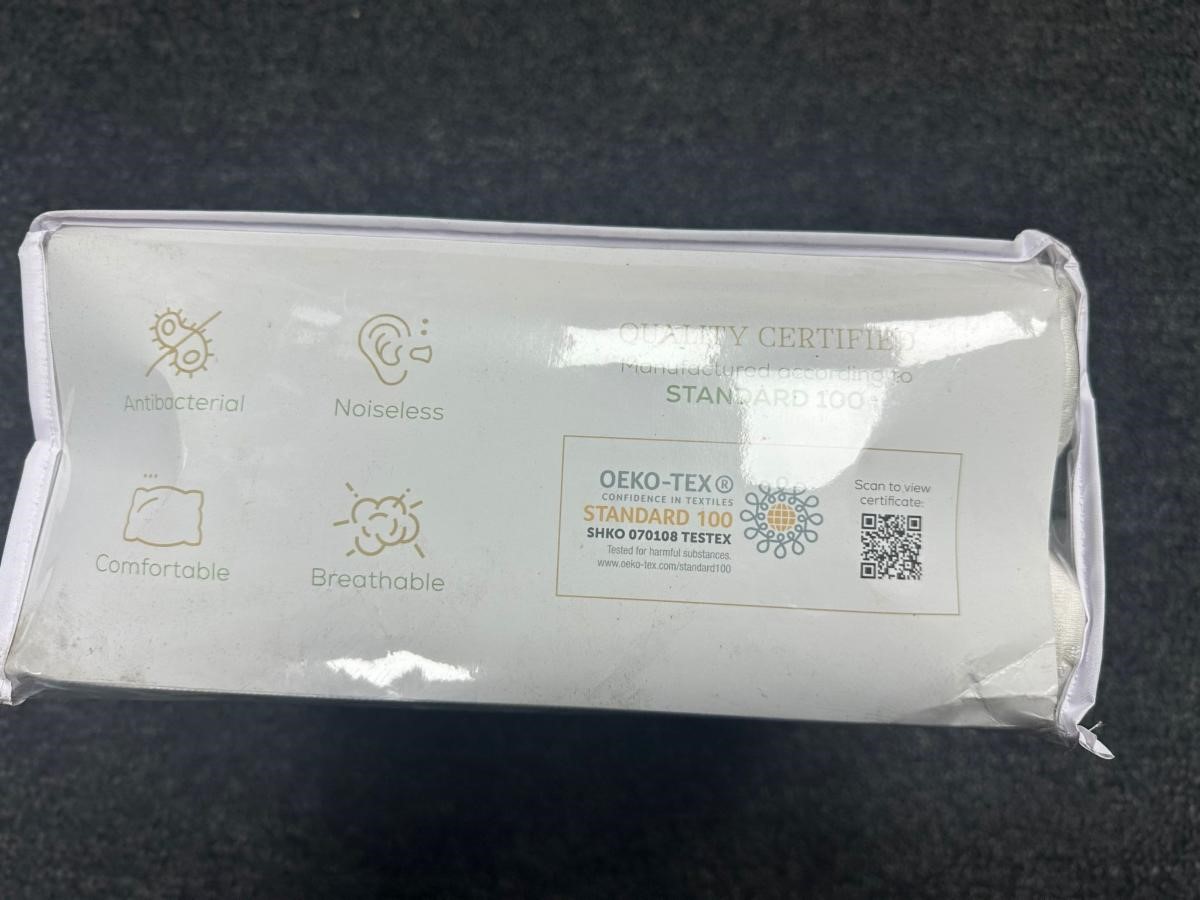 Antibacterial
Noiseless
Comfortable
Breathable
QUALITY CERTIFIED
Manufactured according to
STANDARD 100
OEKO-TEX®
CONFIDENCE IN TEXTILES
STANDARD 100
SHKO 070108 TESTEX
Tested for harmful substances.
www.oeko-tex.com/standard100
Scan to view
certificate: